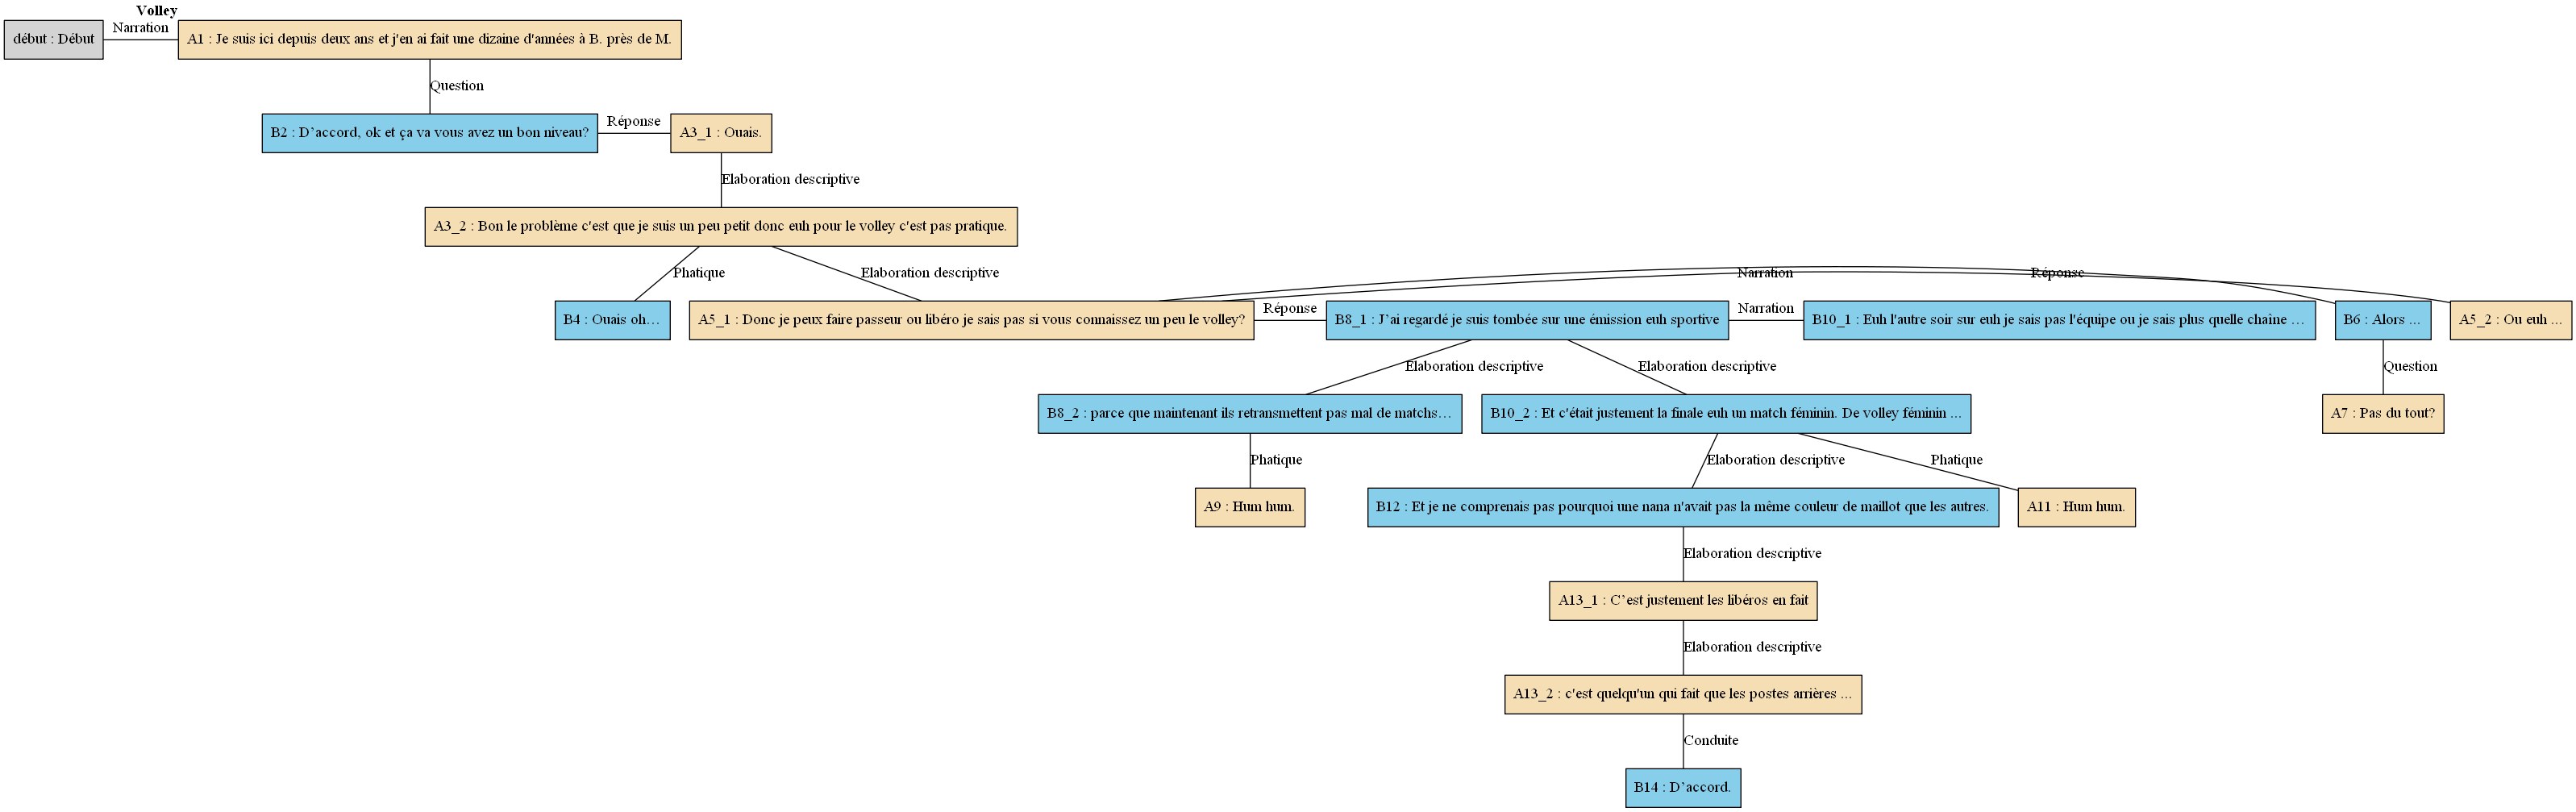 Volley
début : Début
Narration
A1 : Je suis ici depuis deux ans et j'en ai fait une dizaine d'années à B. près de M.
Question
B2 : D’accord, ok et ça va vous avez un bon niveau?
Réponse
A3_1 : Ouais.
Elaboration descriptive
A3_2 : Bon le problème c'est que je suis un peu petit donc euh pour le volley c'est pas pratique.
Phatique
Elaboration descriptive
Narration
Réponse
B4 : Ouais oh…
A5_1 : Donc je peux faire passeur ou libéro je sais pas si vous connaissez un peu le volley?
Réponse
B8_1 : J’ai regardé je suis tombée sur une émission euh sportive
Narration
B10_1 : Euh l'autre soir sur euh je sais pas l'équipe ou je sais plus quelle chaîne …
B6 : Alors ...
A5_2 : Ou euh ...
Elaboration descriptive
Elaboration descriptive
Question
B8_2 : parce que maintenant ils retransmettent pas mal de matchs…
B10_2 : Et c'était justement la finale euh un match féminin. De volley féminin ...
A7 : Pas du tout?
Phatique
Elaboration descriptive
Phatique
A9 : Hum hum.
B12 : Et je ne comprenais pas pourquoi une nana n'avait pas la même couleur de maillot que les autres.
A11 : Hum hum.
Elaboration descriptive
A13_1 : C’est justement les libéros en fait
Elaboration descriptive
A13_2 : c'est quelqu'un qui fait que les postes arrières ...
Conduite
B14 : D’accord.